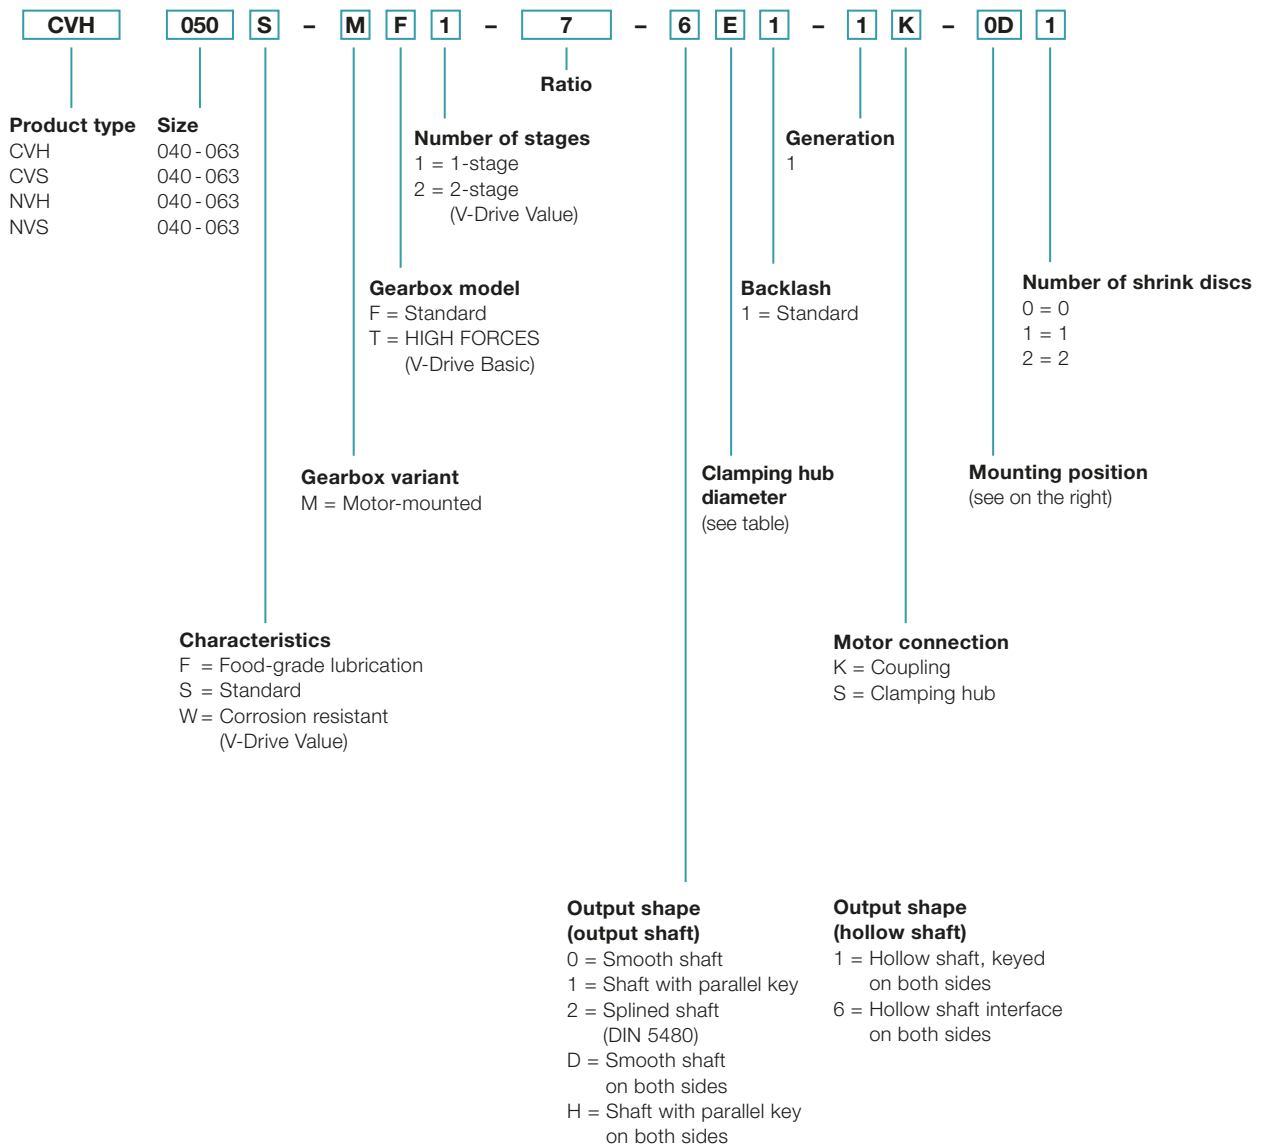 CVH 050 S – M F 1 – 7 – 6 E 1 – 1 K – 0D 1
Ratio
Product type
CVH
CVS
NVH
NVS
Size
040 - 063
040 - 063
040 - 063
040 - 063
Number of stages
1 = 1-stage
2 = 2-stage
(V-Drive Value)
Generation
1
Gearbox model
F = Standard
T = HIGH FORCES
(V-Drive Basic)
Backlash
1 = Standard
Number of shrink discs
0 = 0
1 = 1
2 = 2
Gearbox variant
M = Motor-mounted
Clamping hub
diameter
(see table)
Mounting position
(see on the right)
Characteristics
F = Food-grade lubrication
S = Standard
W = Corrosion resistant
(V-Drive Value)
Motor connection
K = Coupling
S = Clamping hub
Output shape
(output shaft)
0 = Smooth shaft
1 = Shaft with parallel key
2 = Splined shaft
(DIN 5480)
D = Smooth shaft
on both sides
H = Shaft with parallel key
on both sides
Output shape
(hollow shaft)
1 = Hollow shaft, keyed
on both sides
6 = Hollow shaft interface
on both sides